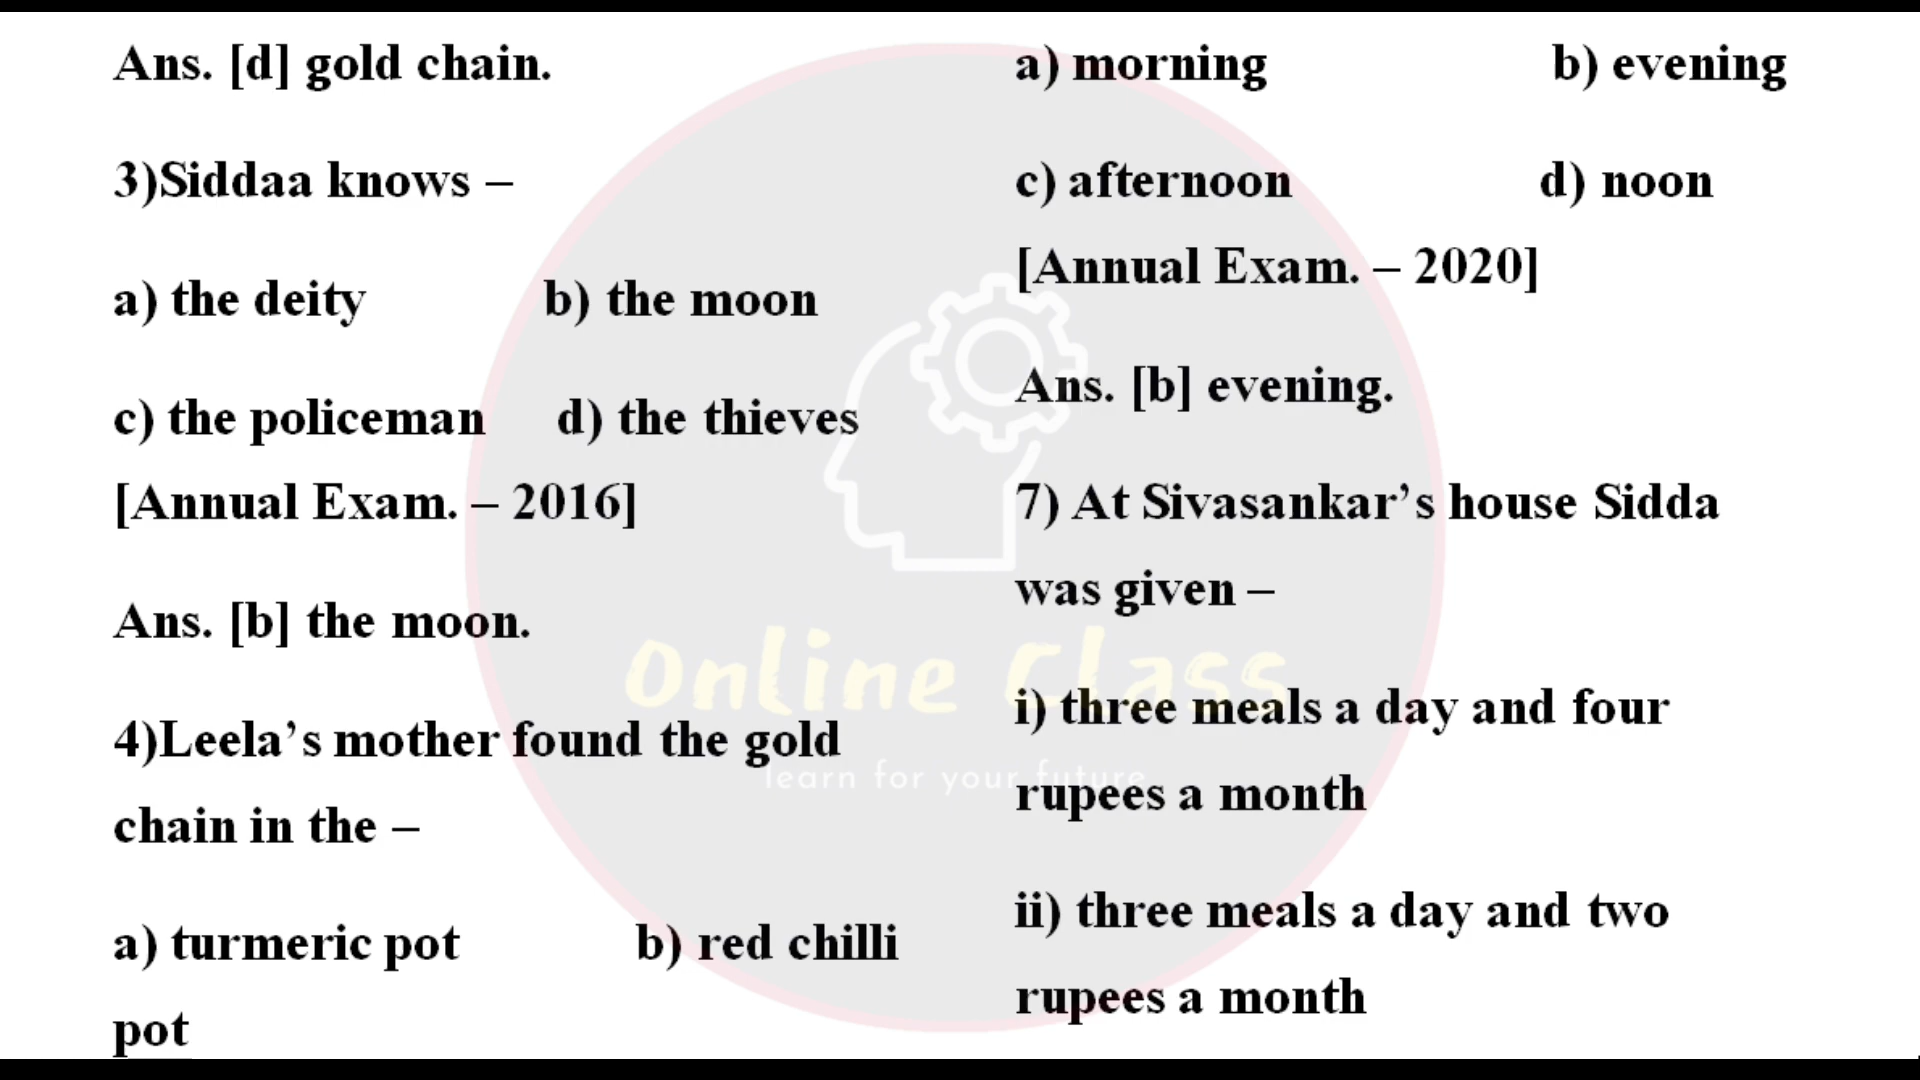 Ans. [d] gold chain.
3)Siddaa knows –
a) the deity b) the moon
c) the policeman d) the thieves
[Annual Exam. – 2016]
Ans. [b] the moon.
4)Leela’s mother found the gold
chain in the –
a) turmeric pot b) red chilli
pot
a) morning b) evening
c) afternoon d) noon
[Annual Exam. – 2020]
Ans. [b] evening.
7) At Sivasankar’s house Sidda
was given –
i) three meals a day and four
rupees a month
ii) three meals a day and two
rupees a month
Online Class
learn for your future